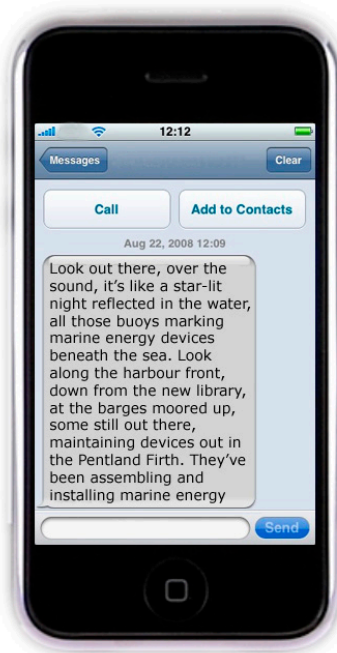 12:12
Messages
Clear
Call
Add to Contacts
Aug 22, 2008 12:09
Look out there, over the
sound, it's like a star-lit
night reflected in the water,
all those buoys marking
marine energy devices
beneath the sea. Look
along the harbour front,
down from the new library,
at the barges moored up,
some still out there,
maintaining devices out in
the Pentland Firth. They've
been assembling and
installing marine energy
Send